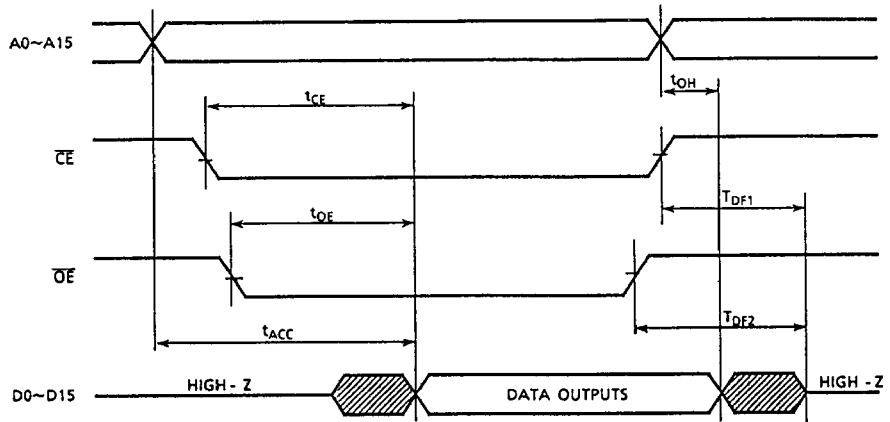 A0~A15
tOH
tCE
CE
TDF1
tOE
OE
TDF2
tACC
D0~D15 HIGH - Z DATA OUTPUTS HIGH - Z